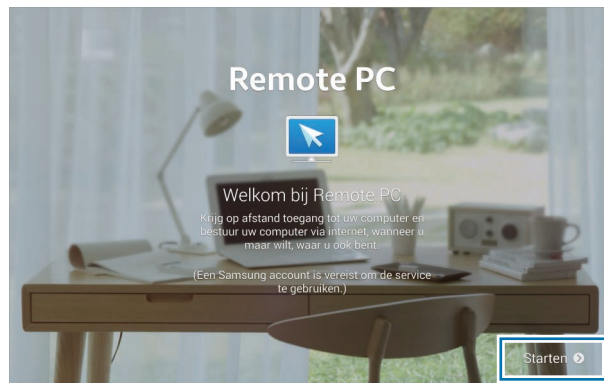 Remote PC
Welkom bij Remote PC
Krijg op afstand toegang tot uw computer en
bestuur uw computer via internet, wanneer u
maar wilt, waar u ook bent.
(Een Samsung account is vereist om de service
te gebruiken.)
Starten